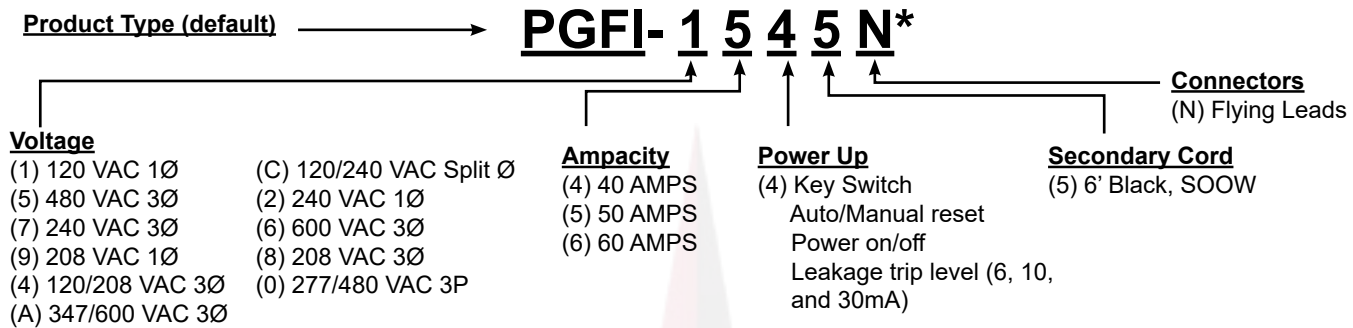 Product Type (default)
PGFI- 1 5 4 5 N*
Connectors
(N) Flying Leads
Voltage
(1) 120 VAC 1Ø
(5) 480 VAC 3Ø
(7) 240 VAC 3Ø
(9) 208 VAC 1Ø
(4) 120/208 VAC 3Ø
(A) 347/600 VAC 3Ø
(C) 120/240 VAC Split Ø
(2) 240 VAC 1Ø
(6) 600 VAC 3Ø
(8) 208 VAC 3Ø
(0) 277/480 VAC 3P
Ampacity
(4) 40 AMPS
(5) 50 AMPS
(6) 60 AMPS
Power Up
(4) Key Switch
Auto/Manual reset
Power on/off
Leakage trip level (6, 10,
and 30mA)
Secondary Cord
(5) 6’ Black, SOOW